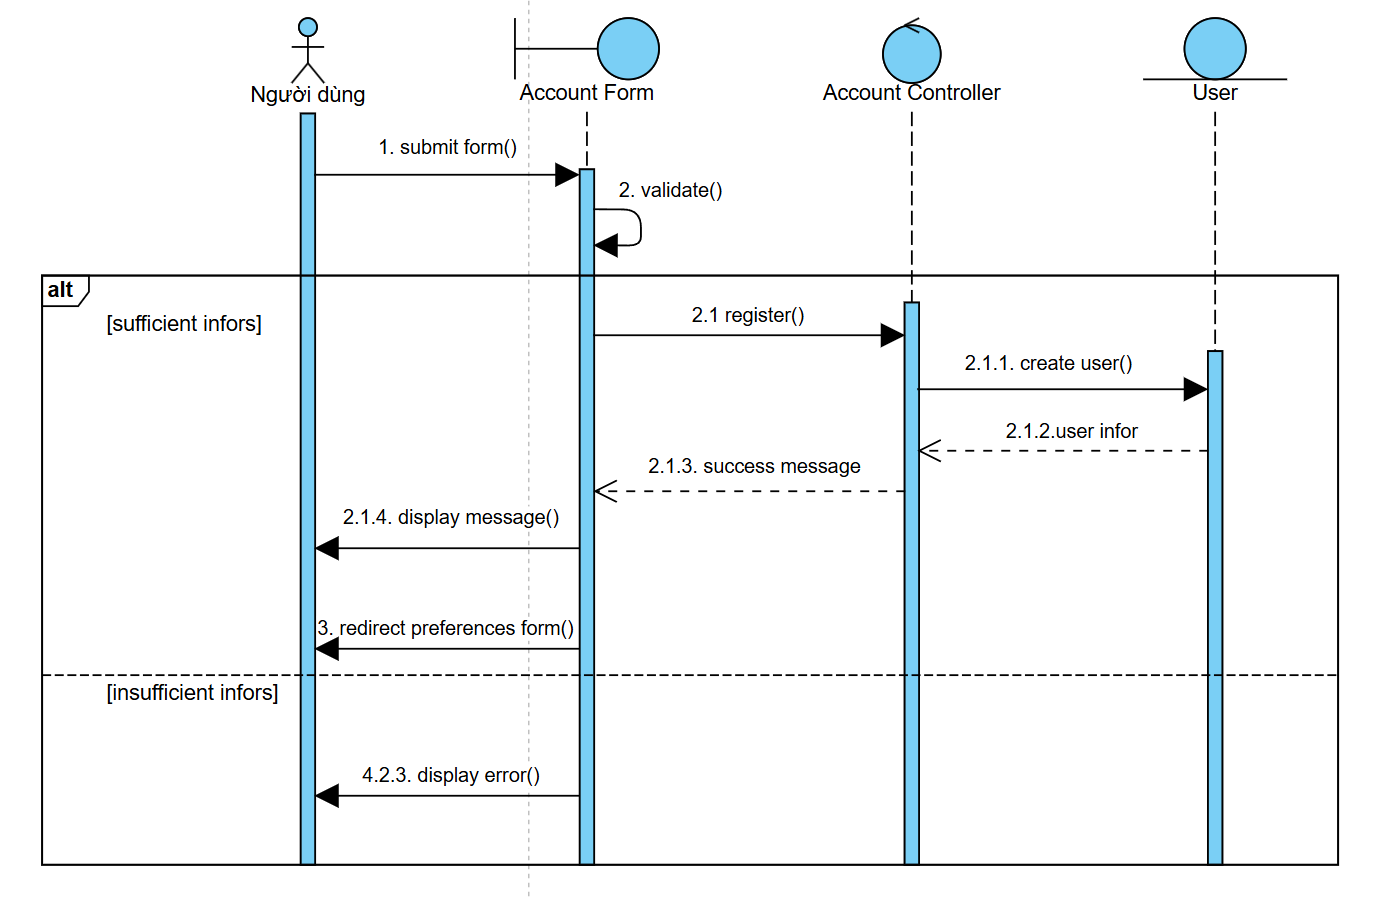 Người dùng
Account Form
Account Controller
User
1. submit form()
2. validate()
alt
[sufficient infors]
2.1 register()
2.1.1. create user()
2.1.2.user infor
2.1.3. success message
2.1.4. display message()
3. redirect preferences form()
[insufficient infors]
4.2.3. display error()